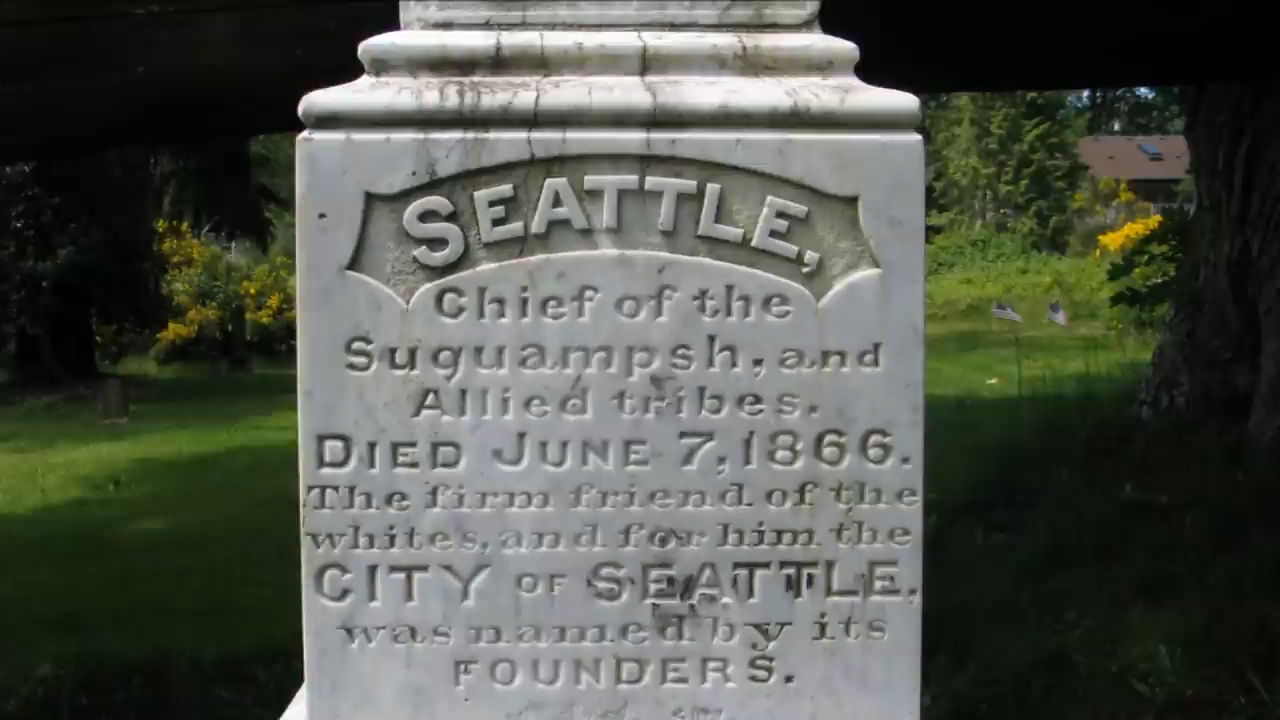 SEATTLE,
Chief of the
Suquampsh, and
Allied tribes.
DIED JUNE 7, 1866.
The firm friend of the
whites, and for him the
CITY OF SEATTLE,
was named by its
FOUNDERS.